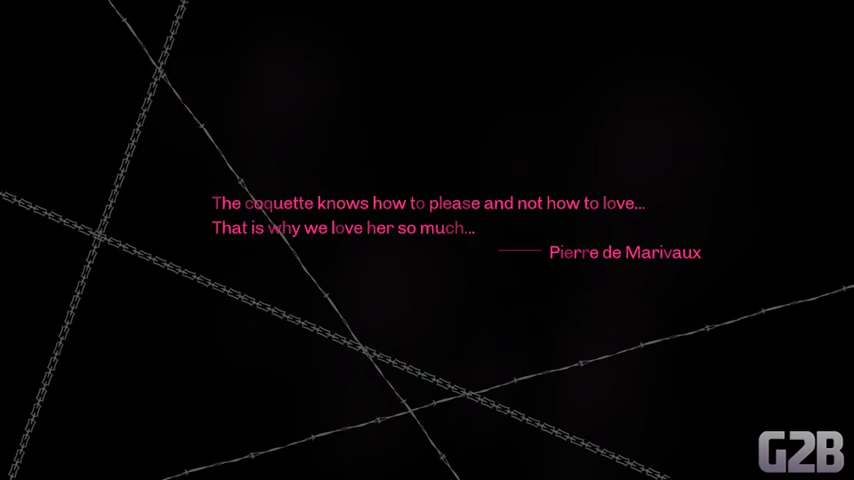 The coquette knows how to please and not how to love...
That is why we love her so much...
Pierre de Marivaux
G2B